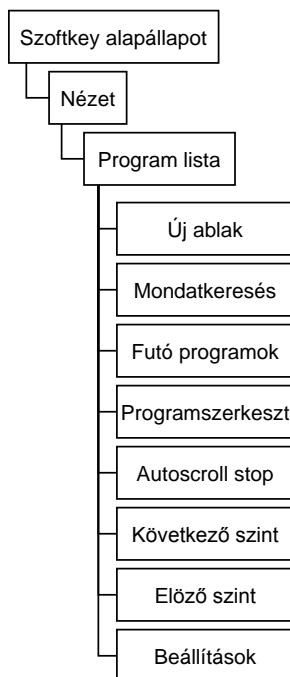 Szoftkey alapállapot
Nézet
Program lista
Új ablak
Mondatkeresés
Futó programok
Programszerkeszt
Autoscroll stop
Következő szint
Elöző szint
Beállítások